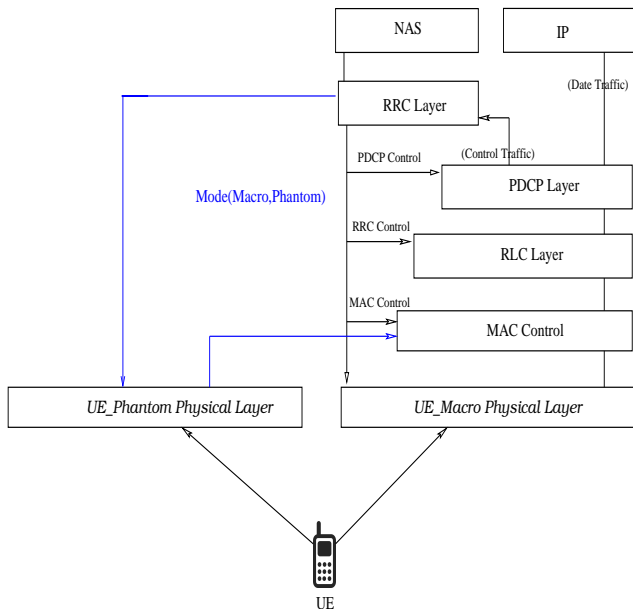 NAS
IP
(Date Traffic)
RRC Layer
PDCP Control
(Control Traffic)
PDCP Layer
Mode(Macro,Phantom)
RRC Control
RLC Layer
MAC Control
MAC Control
UE_Phantom Physical Layer
UE_Macro Physical Layer
UE